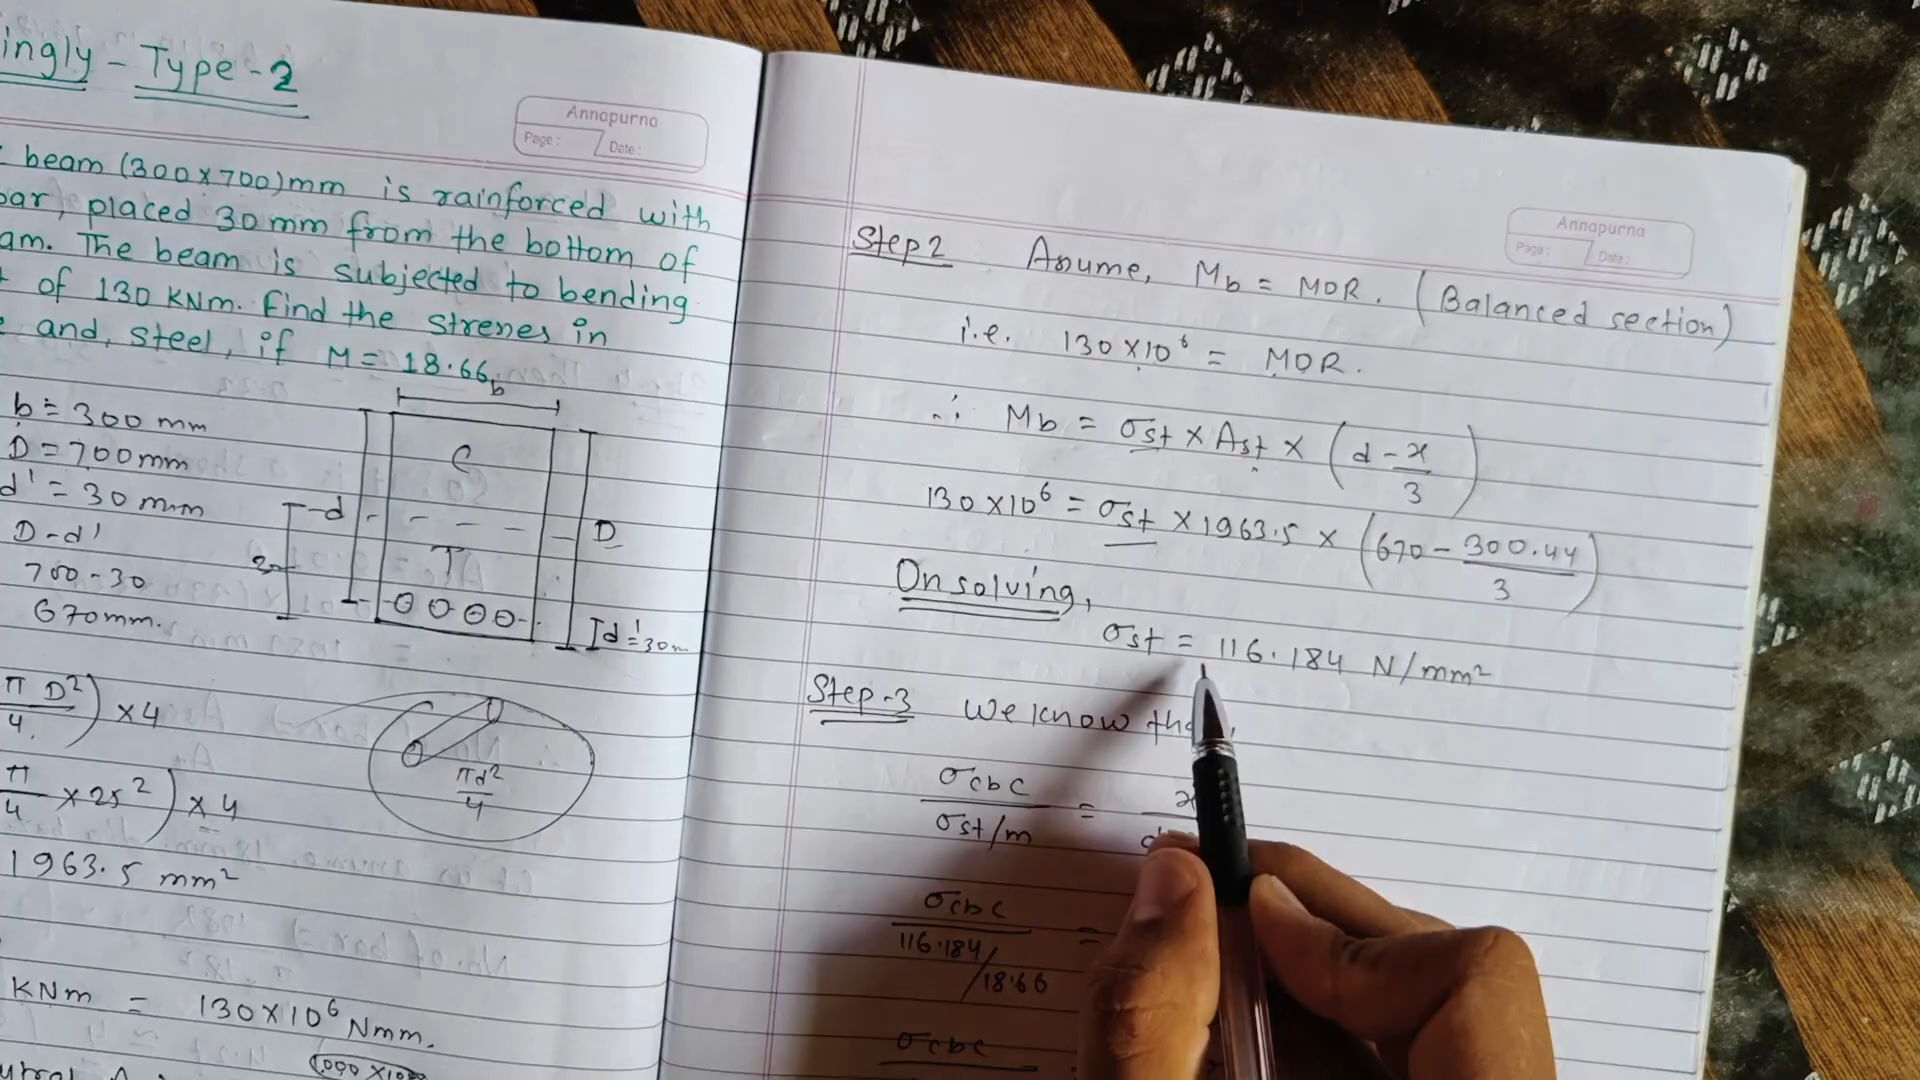 ingly - Type-2
Annapurna
Page: Date:
beam (300x700)mm is rainforced with
bar, placed 30mm from the bottom of
am. The beam is subjected to bending
of 130 KNm. find the stresses in
and, steel, if M = 18.66
b = 300 mm
D = 700mm
d' = 30 mm
D-d'
700-30
670mm.
b
C
d
D
T
d'=30m
π D²/4) x4
π/4 x 25²) x 4
πd²/4
1963.5 mm²
KNm = 130x10⁶ Nmm.
Annapurna
Page: Date:
Step2 Assume, Mb = MOR. (Balanced section)
i.e. 130x10⁶ = MOR.
∴ Mb = σst x Ast x (d - x/3)
130x10⁶ = σst x 1963.5 x (670 - 300.44/3)
On solving,
σst = 116.184 N/mm²
Step-3 We know tha
σcbc / σst/m = x / d
σcbc / 116.184/18.66 =
σcbc